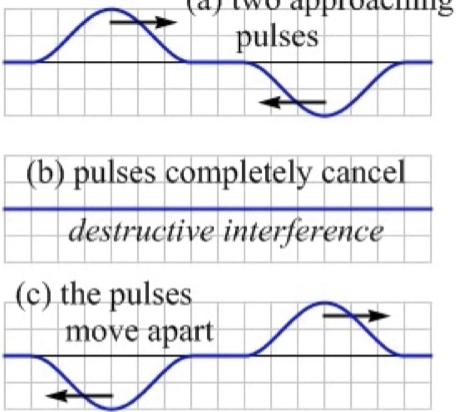 (a) two approaching
pulses
(b) pulses completely cancel
destructive interference
(c) the pulses
move apart